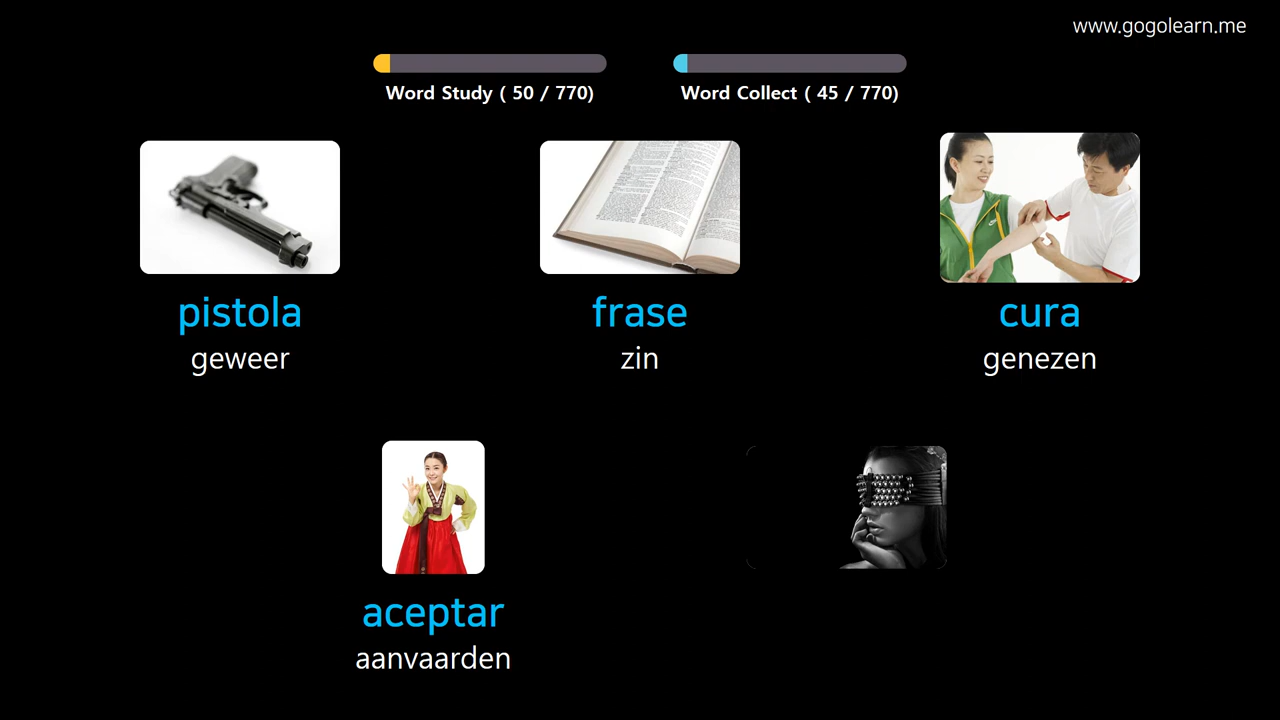 www.gogolearn.me
Word Study ( 50 / 770)
Word Collect ( 45 / 770)
pistola
geweer
frase
zin
cura
genezen
aceptar
aanvaarden